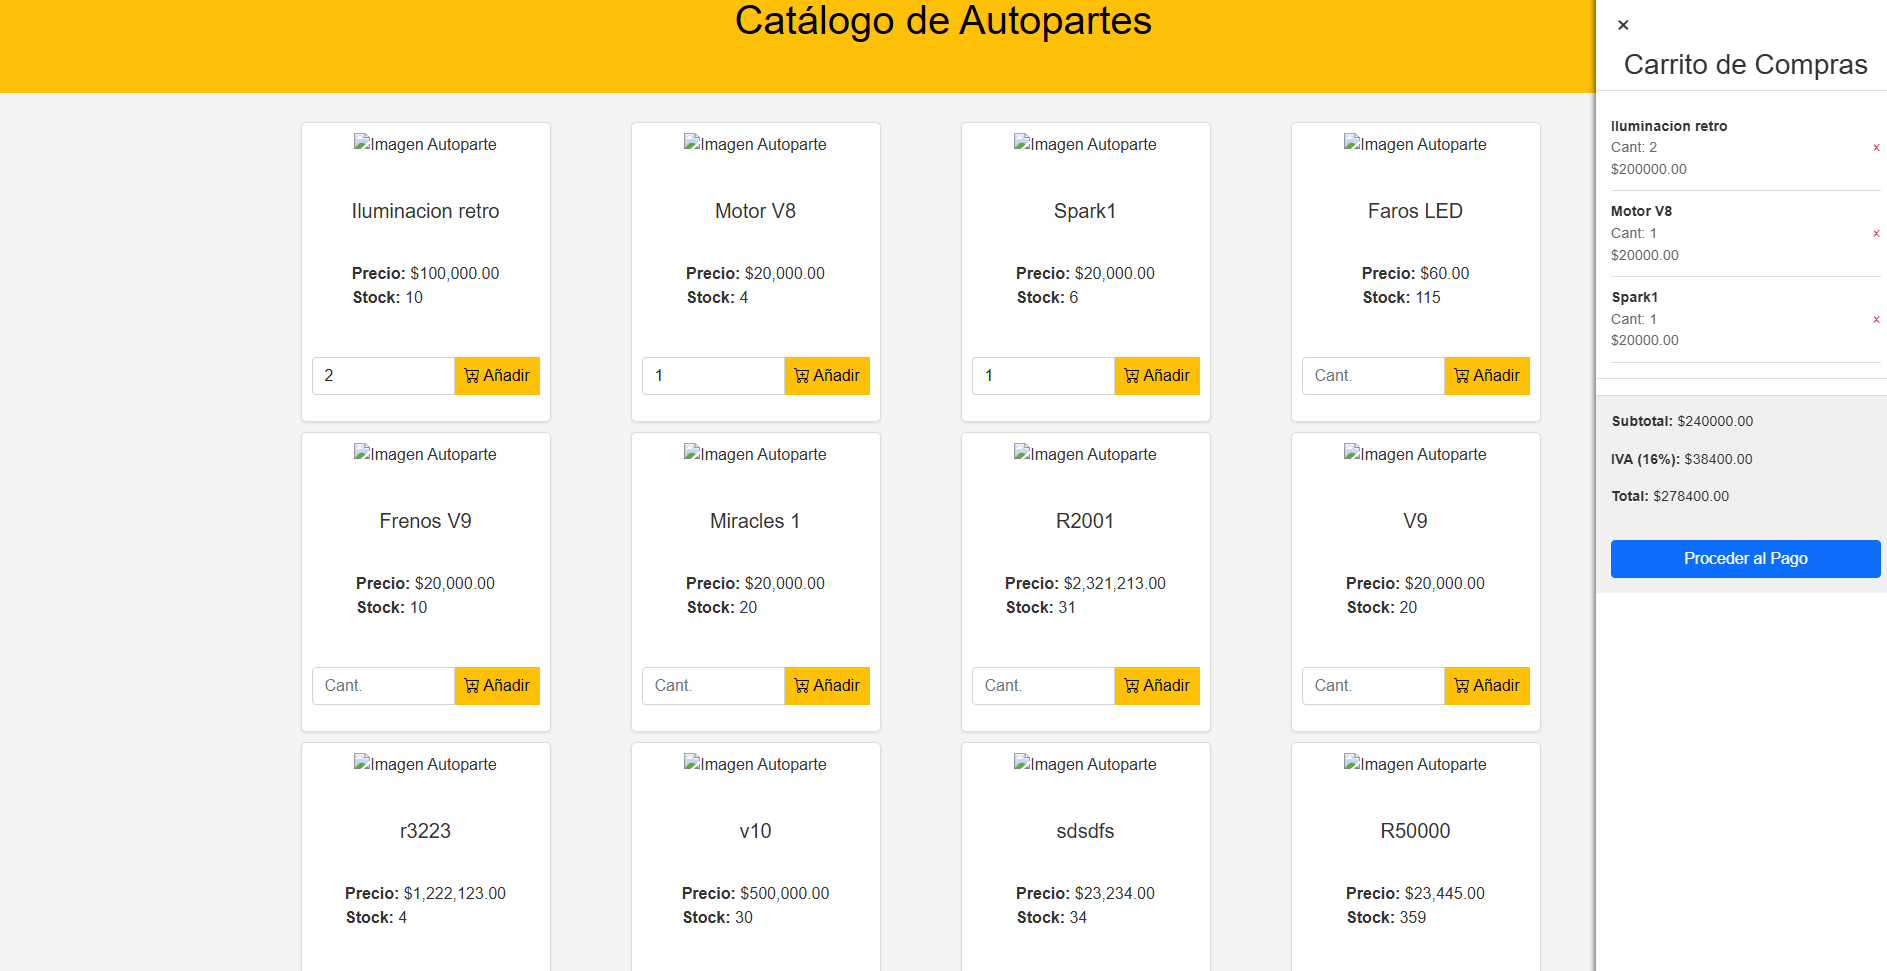 Catálogo de Autopartes
Imagen Autoparte
Iluminacion retro
Precio: $100,000.00
Stock: 10
2
Añadir
Imagen Autoparte
Motor V8
Precio: $20,000.00
Stock: 4
1
Añadir
Imagen Autoparte
Spark1
Precio: $20,000.00
Stock: 6
1
Añadir
Imagen Autoparte
Faros LED
Precio: $60.00
Stock: 115
Cant.
Añadir
Imagen Autoparte
Frenos V9
Precio: $20,000.00
Stock: 10
Cant.
Añadir
Imagen Autoparte
Miracles 1
Precio: $20,000.00
Stock: 20
Cant.
Añadir
Imagen Autoparte
R2001
Precio: $2,321,213.00
Stock: 31
Cant.
Añadir
Imagen Autoparte
V9
Precio: $20,000.00
Stock: 20
Cant.
Añadir
Imagen Autoparte
r3223
Precio: $1,222,123.00
Stock: 4
Imagen Autoparte
v10
Precio: $500,000.00
Stock: 30
Imagen Autoparte
sdsdfs
Precio: $23,234.00
Stock: 34
Imagen Autoparte
R50000
Precio: $23,445.00
Stock: 359
×
Carrito de Compras
Iluminacion retro
Cant: 2
×
$200000.00
Motor V8
Cant: 1
×
$20000.00
Spark1
Cant: 1
×
$20000.00
Subtotal: $240000.00
IVA (16%): $38400.00
Total: $278400.00
Proceder al Pago